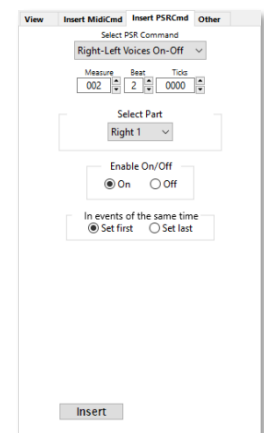 View Insert MidiCmd Insert PSRCmd Other
Select PSR Command
Right-Left Voices On-Off
Measure Beat Ticks
002 2 0000
Select Part
Right 1
Enable On/Off
On Off
In events of the same time
Set first Set last
Insert